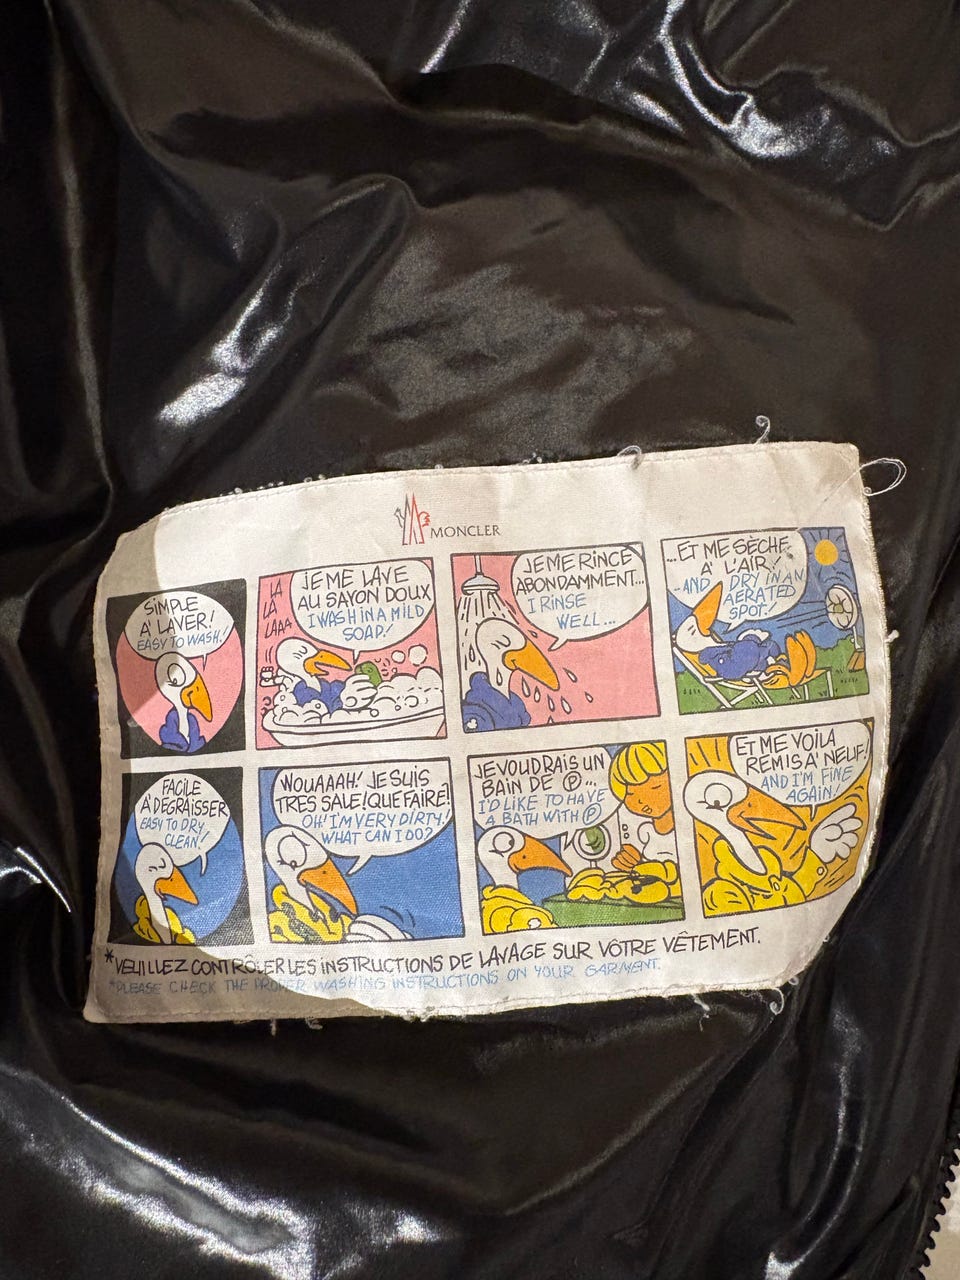 MONCLER
SIMPLE
A' LAVER!
EASY TO WASH!
LA
LA
LAAA
JE ME LAVE
AU SAVON DOUX
I WASH IN A MILD
SOAP!
JE ME RINCE
ABONDAMMENT...
I RINSE
WELL...
...ET ME SÈCHE
A' L'AIR!
-AND DRY IN AN
AERATED
SPOT!
FACILE
A' DEGRAISSER
EASY TO DRY
CLEAN!
WOUAAAH! JE SUIS
TRES SALE! QUE FAIRE!
OH! I'M VERY DIRTY!
WHAT CAN I DO?
JE VOUDRAIS UN
BAIN DE Ⓟ...
I'D LIKE TO HAVE
A BATH WITH Ⓟ
ET ME VOILA
REMIS A' NEUF!
AND I'M FINE
AGAIN!
*VEUILLEZ CONTRÔLER LES INSTRUCTIONS DE LAVAGE SUR VÔTRE VÊTEMENT.
*PLEASE CHECK THE PROPER WASHING INSTRUCTIONS ON YOUR GARMENT.